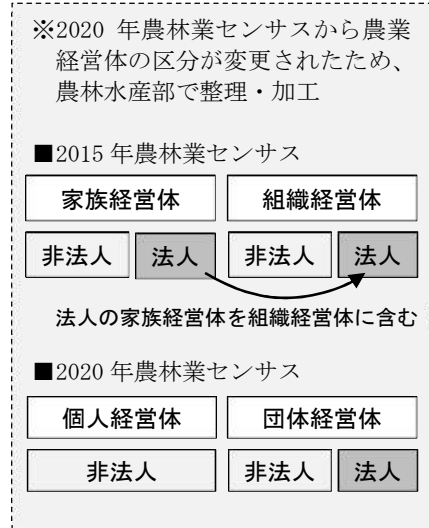 ※2020 年農林業センサスから農業
経営体の区分が変更されたため、
農林水産部で整理・加工
■2015 年農林業センサス
家族経営体 組織経営体
非法人 法人 非法人 法人
法人の家族経営体を組織経営体に含む
■2020 年農林業センサス
個人経営体 団体経営体
非法人 非法人 法人